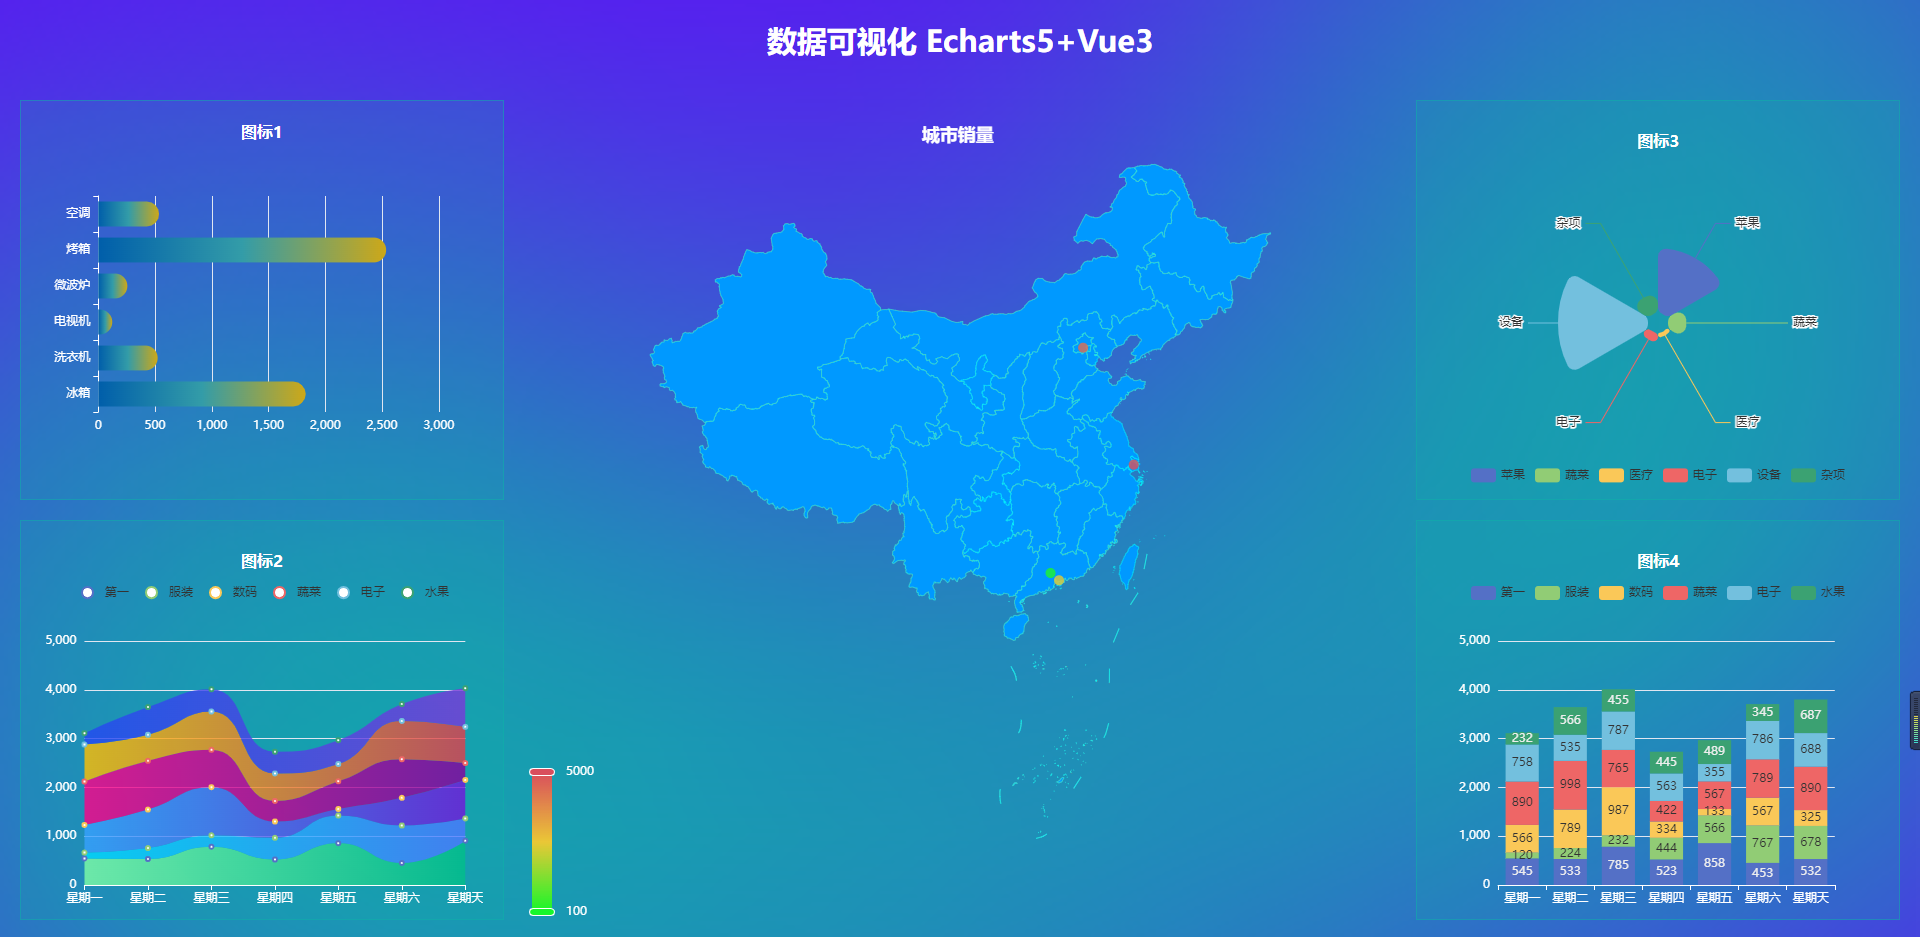 数据可视化 Echarts5+Vue3
图标1
空调
烤箱
微波炉
电视机
洗衣机
冰箱
0 500 1,000 1,500 2,000 2,500 3,000
图标2
第一 服装 数码 蔬菜 电子 水果
5,000
4,000
3,000
2,000
1,000
0
星期一 星期二 星期三 星期四 星期五 星期六 星期天
城市销量
5000
100
图标3
杂项 苹果
设备 蔬菜
电子 医疗
苹果 蔬菜 医疗 电子 设备 杂项
图标4
第一 服装 数码 蔬菜 电子 水果
5,000
4,000
3,000
2,000
1,000
0
232 566 455 445 489 345 687
758 535 787 563 355 786 688
890 998 765 422 567 789 890
566 789 987 334 133 567 325
120 224 232 444 566 767 678
545 533 785 523 858 453 532
星期一 星期二 星期三 星期四 星期五 星期六 星期天